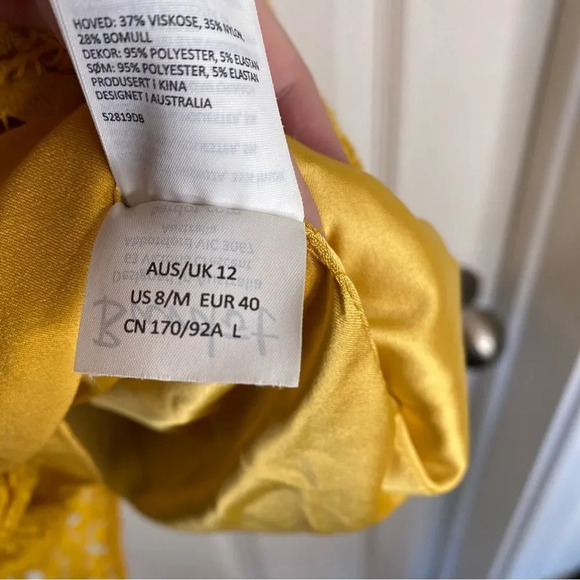 HOVED: 37% VISKOSE, 35% NYLON,
28% BOMULL
DEKOR: 95% POLYESTER, 5% ELASTAN
SØM: 95% POLYESTER, 5% ELASTAN
PRODUSERT I KINA
DESIGNET I AUSTRALIA
52819DB
AUS/UK 12
US 8/M EUR 40
CN 170/92A L